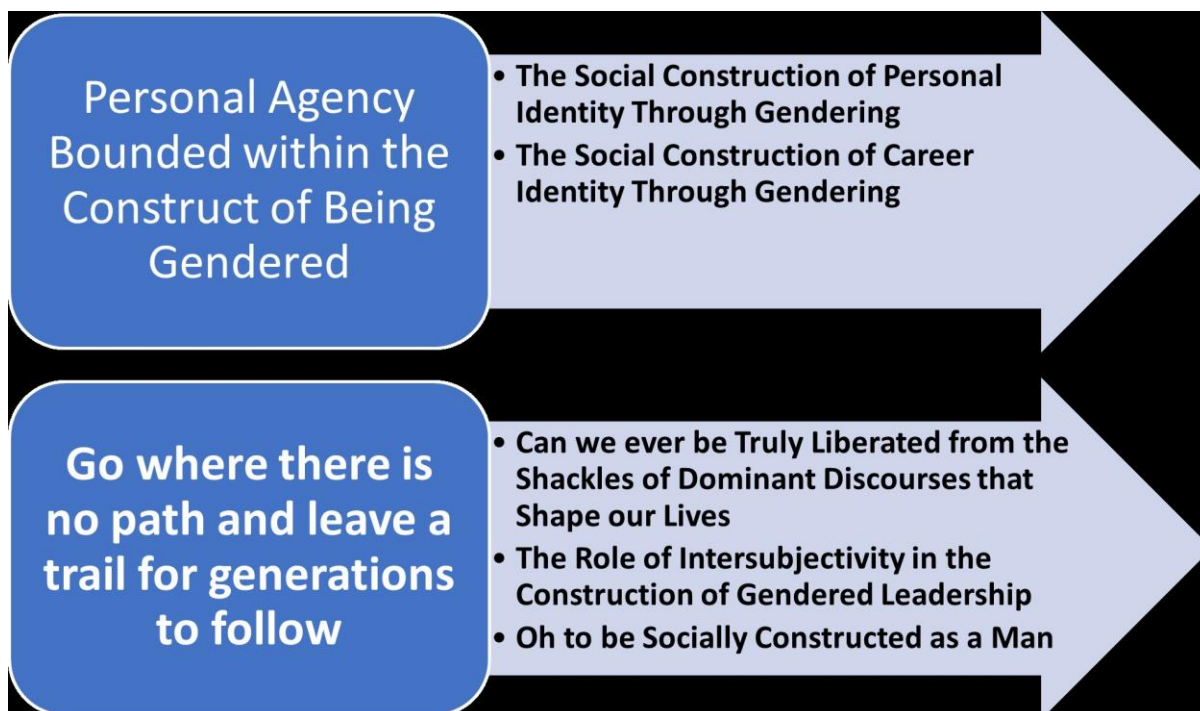 Personal Agency
Bounded within the
Construct of Being
Gendered
• The Social Construction of Personal
Identity Through Gendering
• The Social Construction of Career
Identity Through Gendering
Go where there is
no path and leave a
trail for generations
to follow
• Can we ever be Truly Liberated from the
Shackles of Dominant Discourses that
Shape our Lives
• The Role of Intersubjectivity in the
Construction of Gendered Leadership
• Oh to be Socially Constructed as a Man